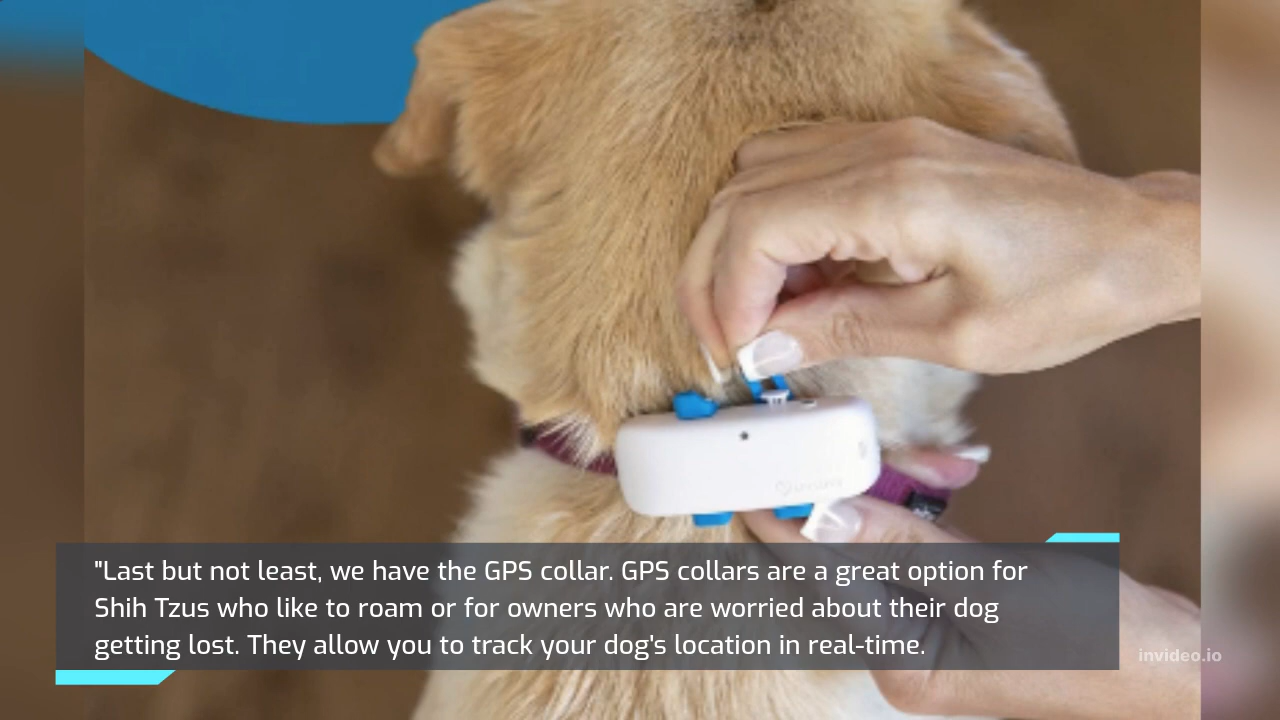 "Last but not least, we have the GPS collar. GPS collars are a great option for
Shih Tzus who like to roam or for owners who are worried about their dog
getting lost. They allow you to track your dog's location in real-time.
invideo.io